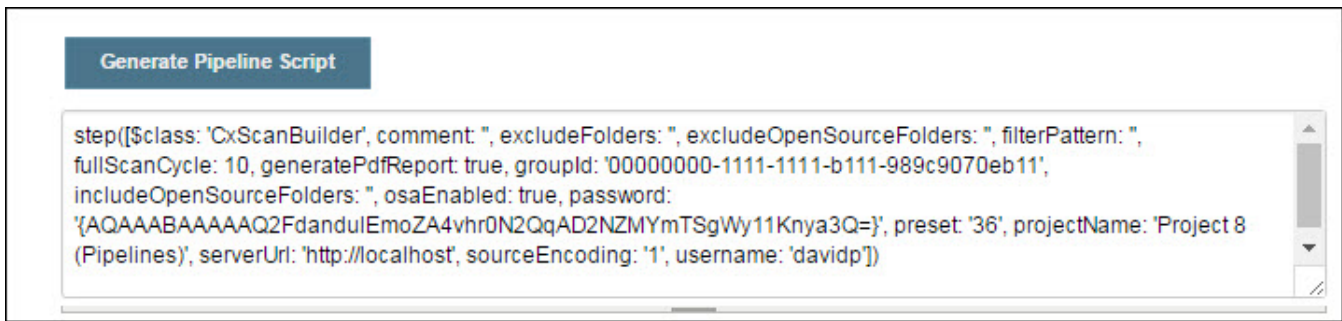 Generate Pipeline Script
step([$class: 'CxScanBuilder', comment: '', excludeFolders: '', excludeOpenSourceFolders: '', filterPattern: '',
fullScanCycle: 10, generatePdfReport: true, groupId: '00000000-1111-1111-b111-989c9070eb11',
includeOpenSourceFolders: '', osaEnabled: true, password:
'{AQAAABAAAAAQ2FdanduIEmoZA4vhr0N2QqAD2NZMYmTSgWy11Knya3Q=}', preset: '36', projectName: 'Project 8
(Pipelines)', serverUrl: 'http://localhost', sourceEncoding: '1', username: 'davidp'])